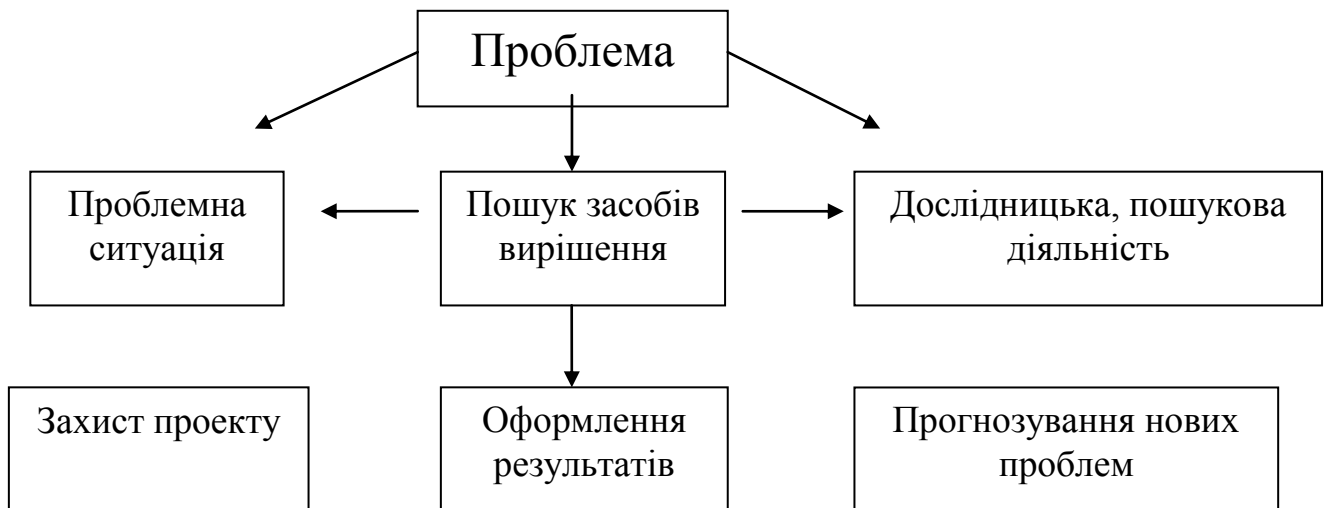 Проблема
Проблемна
ситуація
Пошук засобів
вирішення
Дослідницька, пошукова
діяльність
Захист проекту
Оформлення
результатів
Прогнозування нових
проблем